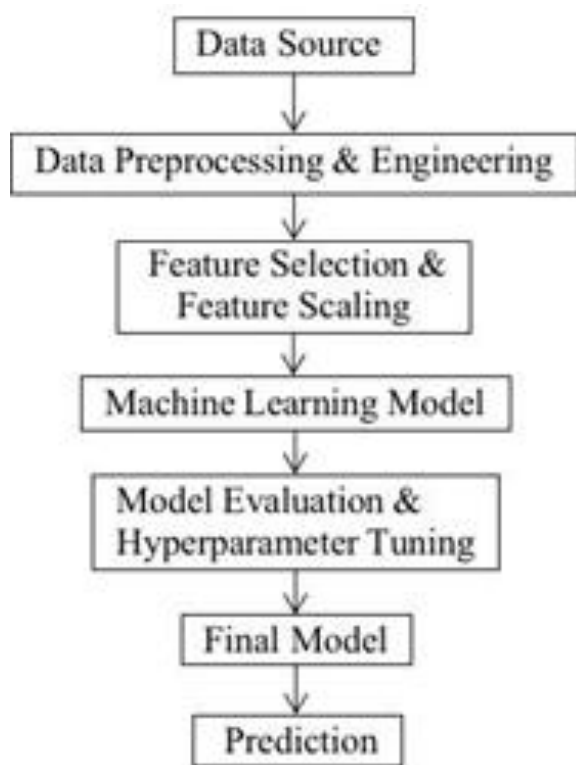 Data Source
Data Preprocessing & Engineering
Feature Selection &
Feature Scaling
Machine Learning Model
Model Evaluation &
Hyperparameter Tuning
Final Model
Prediction